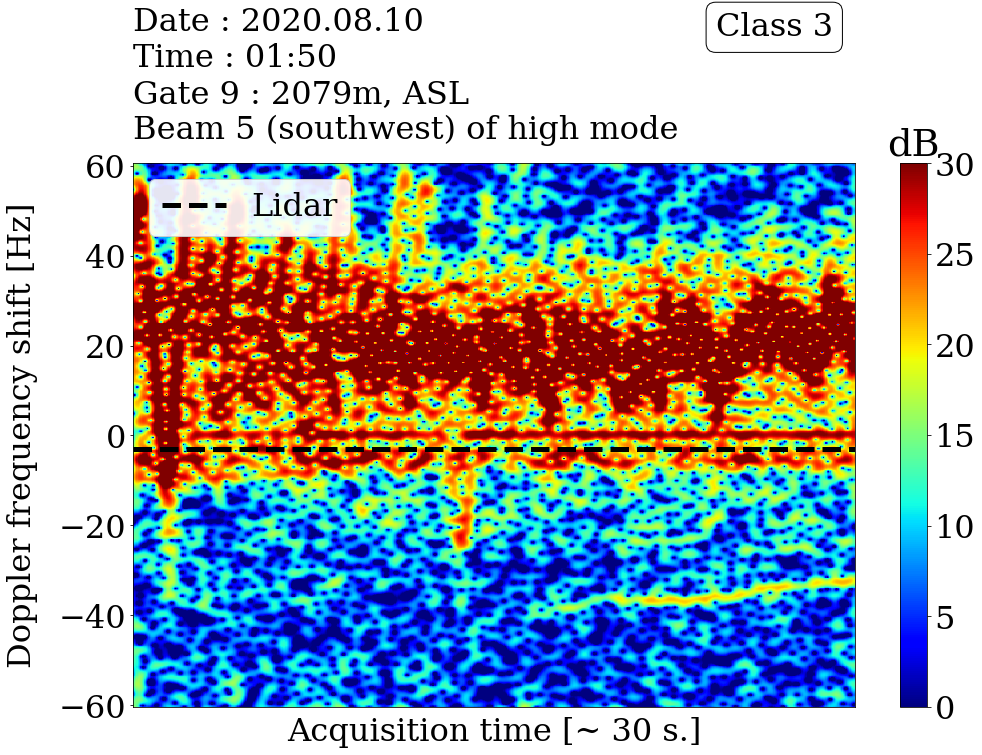 Date : 2020.08.10
Time : 01:50
Gate 9 : 2079m, ASL
Beam 5 (southwest) of high mode
Class 3
dB
Lidar
Doppler frequency shift [Hz]
60
40
20
0
−20
−40
−60
Acquisition time [~ 30 s.]
30
25
20
15
10
5
0